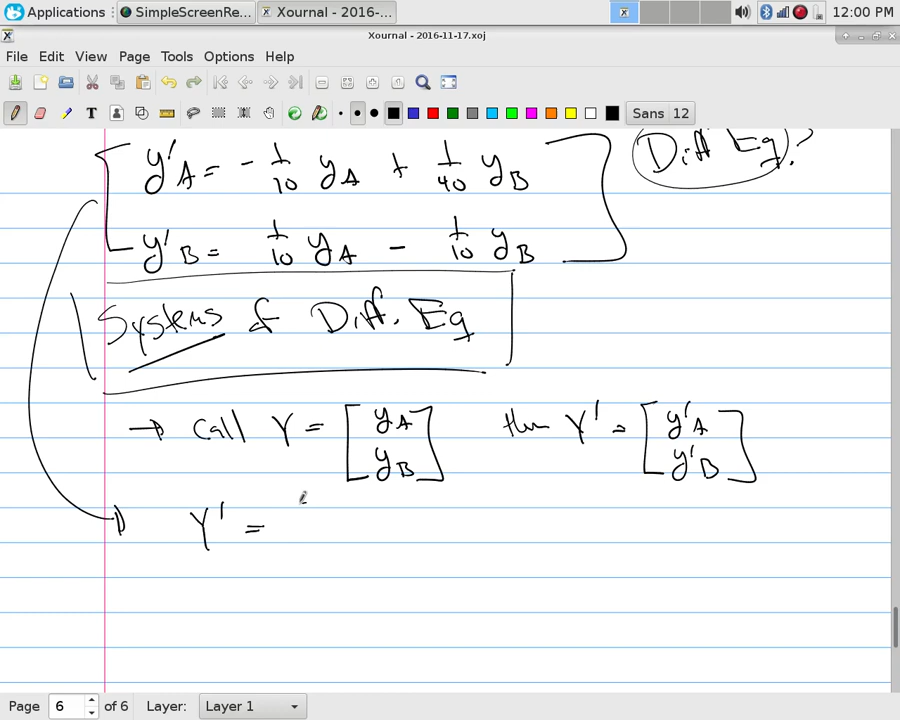 Applications SimpleScreenRe... Xournal - 2016-... 12:00 PM
Xournal - 2016-11-17.xoj
File Edit View Page Tools Options Help
Sans 12
Diff Eq?
y'A = - 1/10 yA + 1/40 yB
y'B = 1/10 yA - 1/10 yB
Systems of Diff. Eq
→ Call Y = [yA yB] then Y' = [y'A y'B]
Y' =
Page 6 of 6 Layer: Layer 1